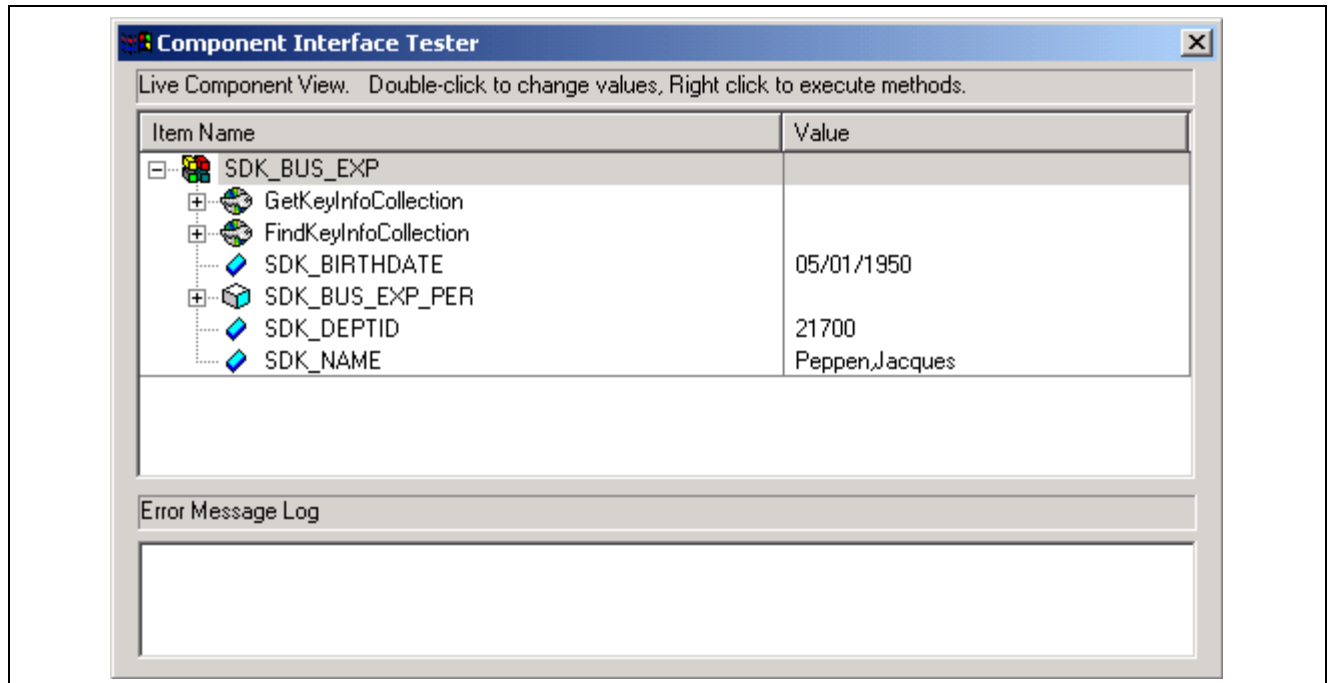 Component Interface Tester
Live Component View. Double-click to change values, Right click to execute methods.
Item Name Value
SDK_BUS_EXP
GetKeyInfoCollection
FindKeyInfoCollection
SDK_BIRTHDATE 05/01/1950
SDK_BUS_EXP_PER
SDK_DEPTID 21700
SDK_NAME Peppen,Jacques
Error Message Log